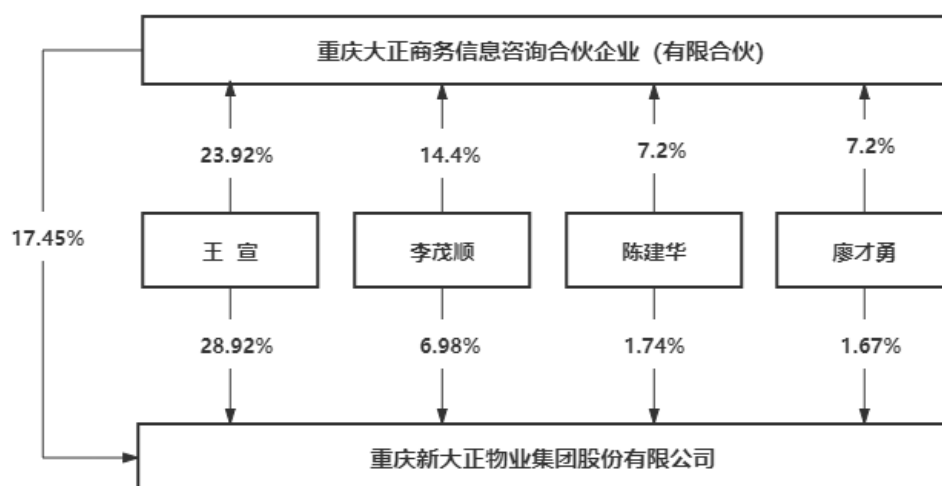 重庆大正商务信息咨询合伙企业（有限合伙）
23.92%
14.4%
7.2%
7.2%
17.45%
王 宣
李茂顺
陈建华
廖才勇
28.92%
6.98%
1.74%
1.67%
重庆新大正物业集团股份有限公司